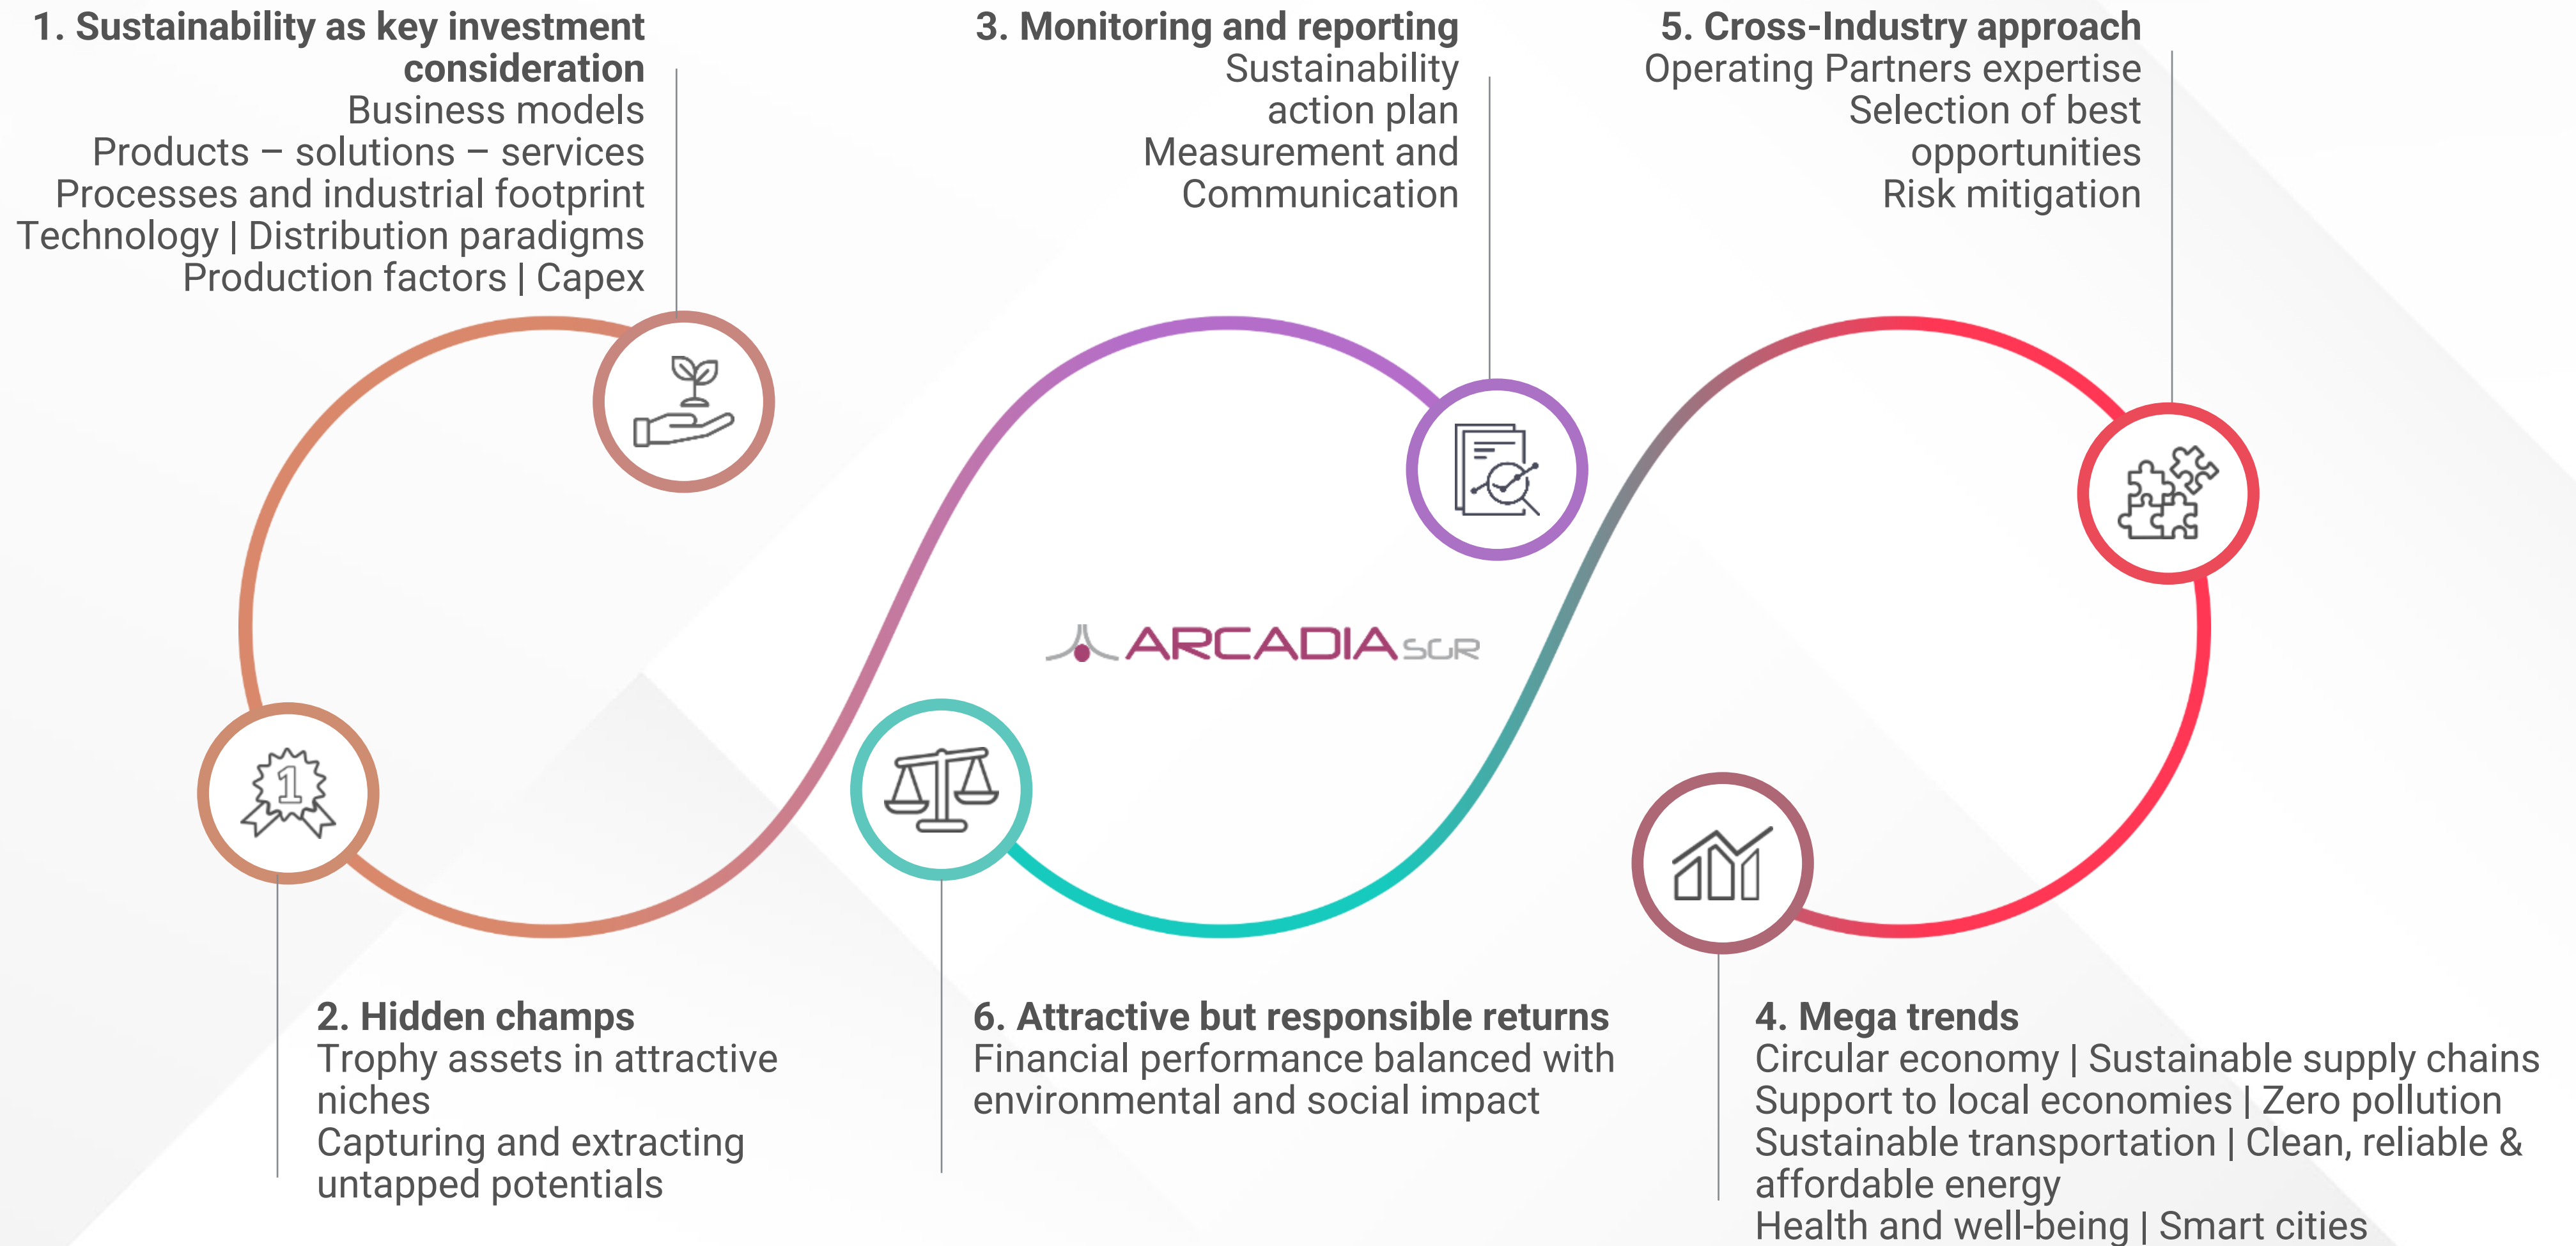 1. Sustainability as key investment
consideration
Business models
Products – solutions – services
Processes and industrial footprint
Technology | Distribution paradigms
Production factors | Capex
3. Monitoring and reporting
Sustainability
action plan
Measurement and
Communication
5. Cross-Industry approach
Operating Partners expertise
Selection of best
opportunities
Risk mitigation
ARCADIA SGR
1
2. Hidden champs
Trophy assets in attractive
niches
Capturing and extracting
untapped potentials
6. Attractive but responsible returns
Financial performance balanced with
environmental and social impact
4. Mega trends
Circular economy | Sustainable supply chains
Support to local economies | Zero pollution
Sustainable transportation | Clean, reliable &
affordable energy
Health and well-being | Smart cities